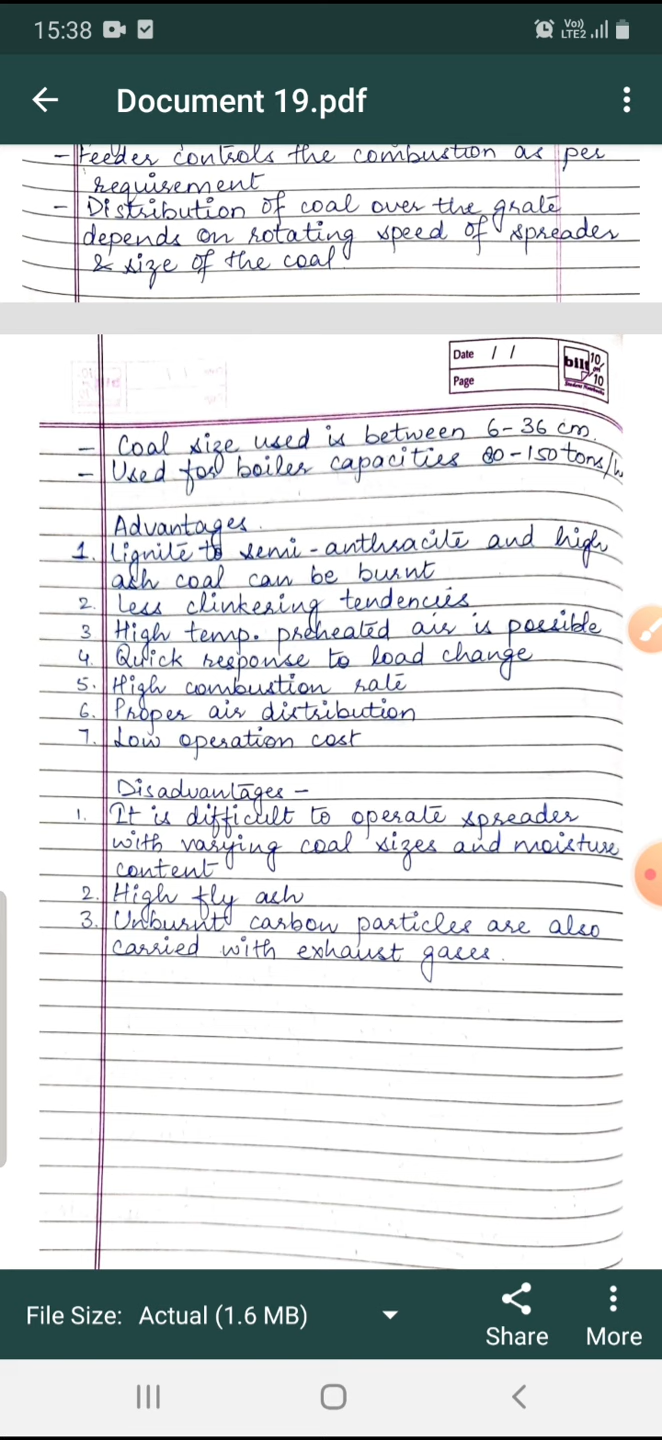 15:38
Vo))
LTE2
Document 19.pdf
- Feeder controls the combustion as per
requirement
- Distribution of coal over the grate
depends on rotating speed of spreader
& size of the coal
Date / /
Page
bilt 10
on
10
- Coal size used is between 6-36 cm.
- Used for boiler capacities 80-150 tons/h
Advantages.
1. Lignite to semi-anthracite and high
ash coal can be burnt
2. Less clinkering tendencies
3 High temp. preheated air is possible
4. Quick response to load change
5. High combustion rate
6. Proper air distribution
7. Low operation cost
Disadvantages -
1. It is difficult to operate spreader
with varying coal sizes and moisture
content
2. High fly ash
3. Unburnt carbon particles are also
carried with exhaust gases.
File Size: Actual (1.6 MB)
Share
More